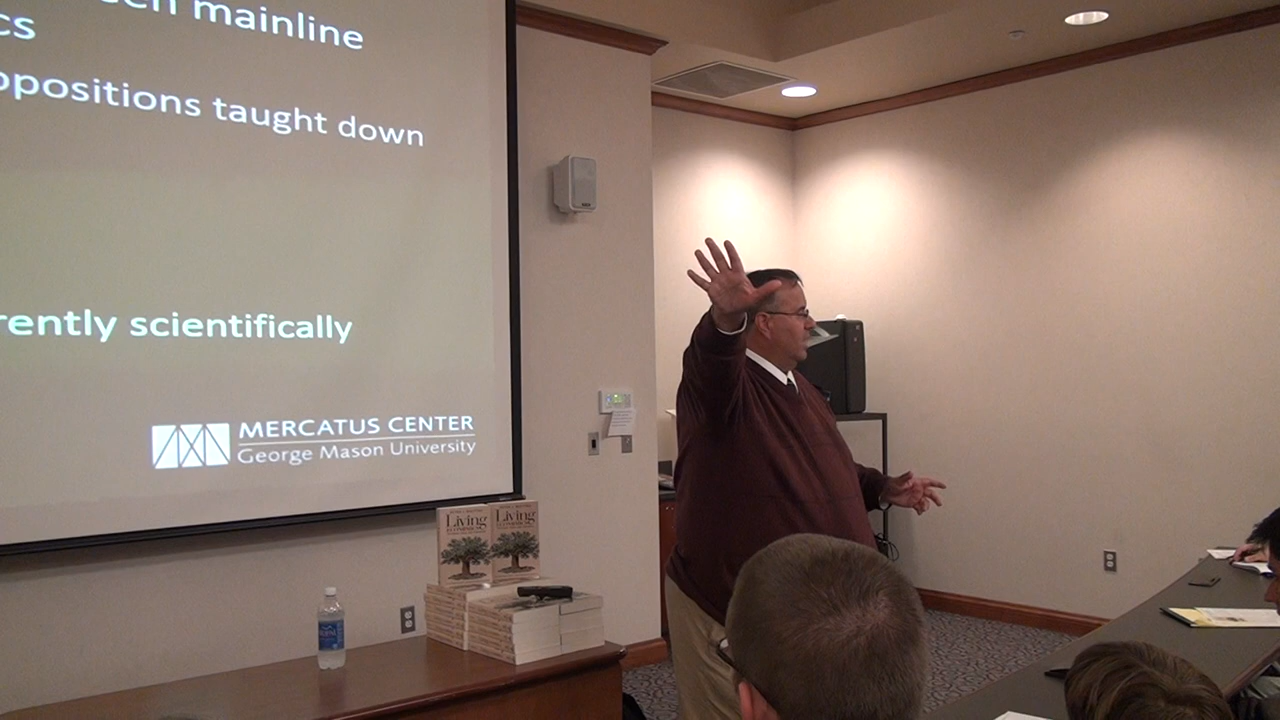 mainline
cs
oppositions taught down
rently scientifically
MERCATUS CENTER
George Mason University
Living
Living